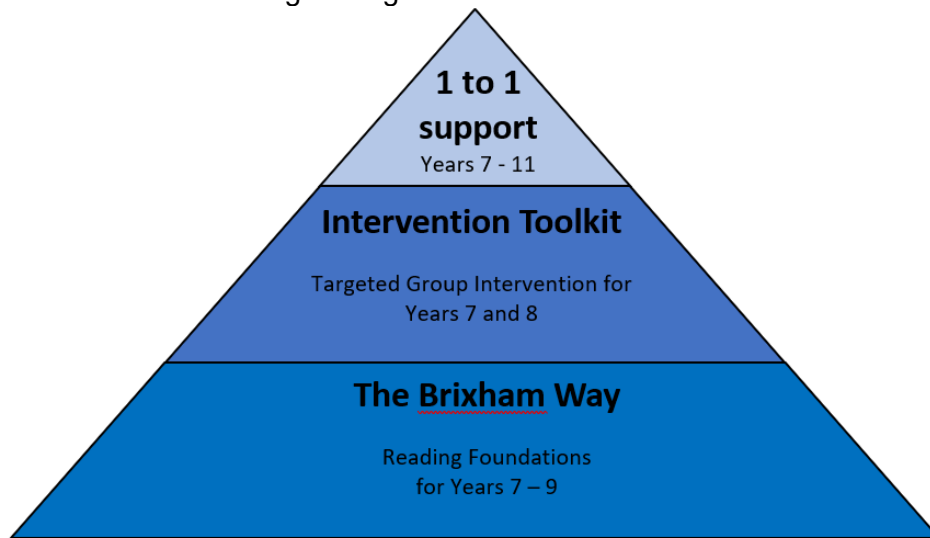 1 to 1
support
Years 7 - 11
Intervention Toolkit
Targeted Group Intervention for
Years 7 and 8
The Brixham Way
Reading Foundations
for Years 7 – 9